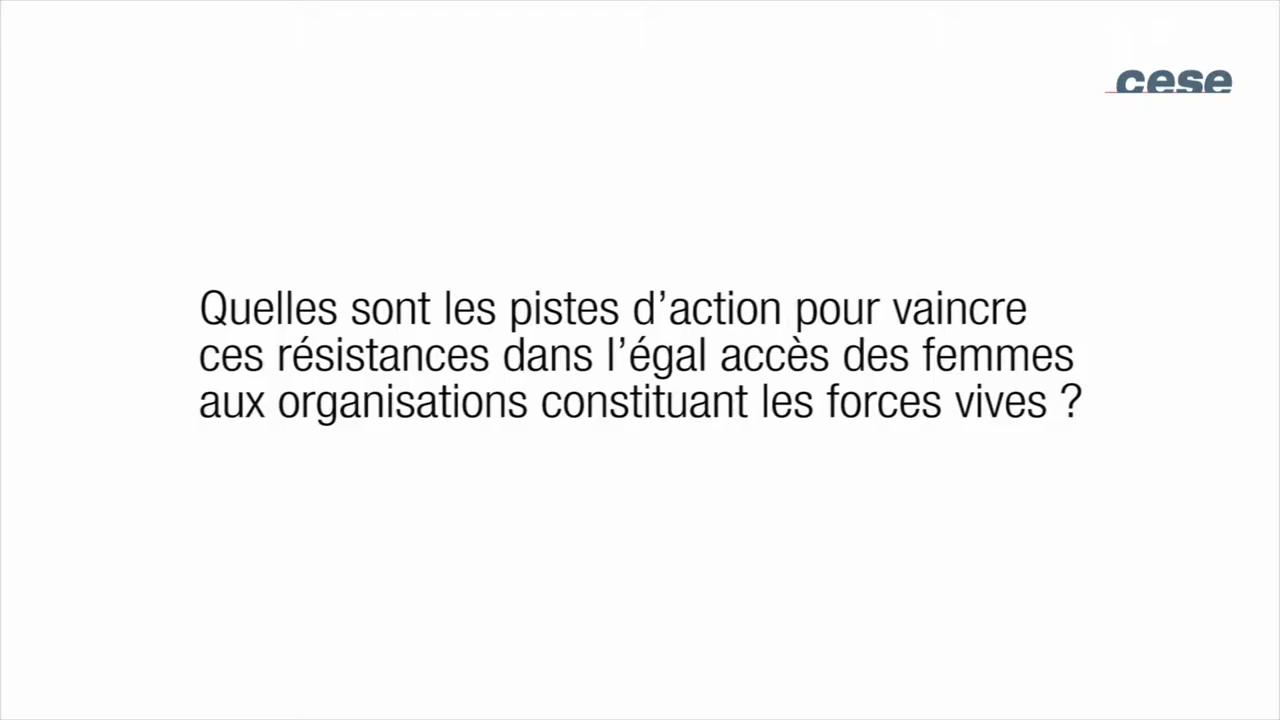 cese
Quelles sont les pistes d’action pour vaincre
ces résistances dans l’égal accès des femmes
aux organisations constituant les forces vives ?